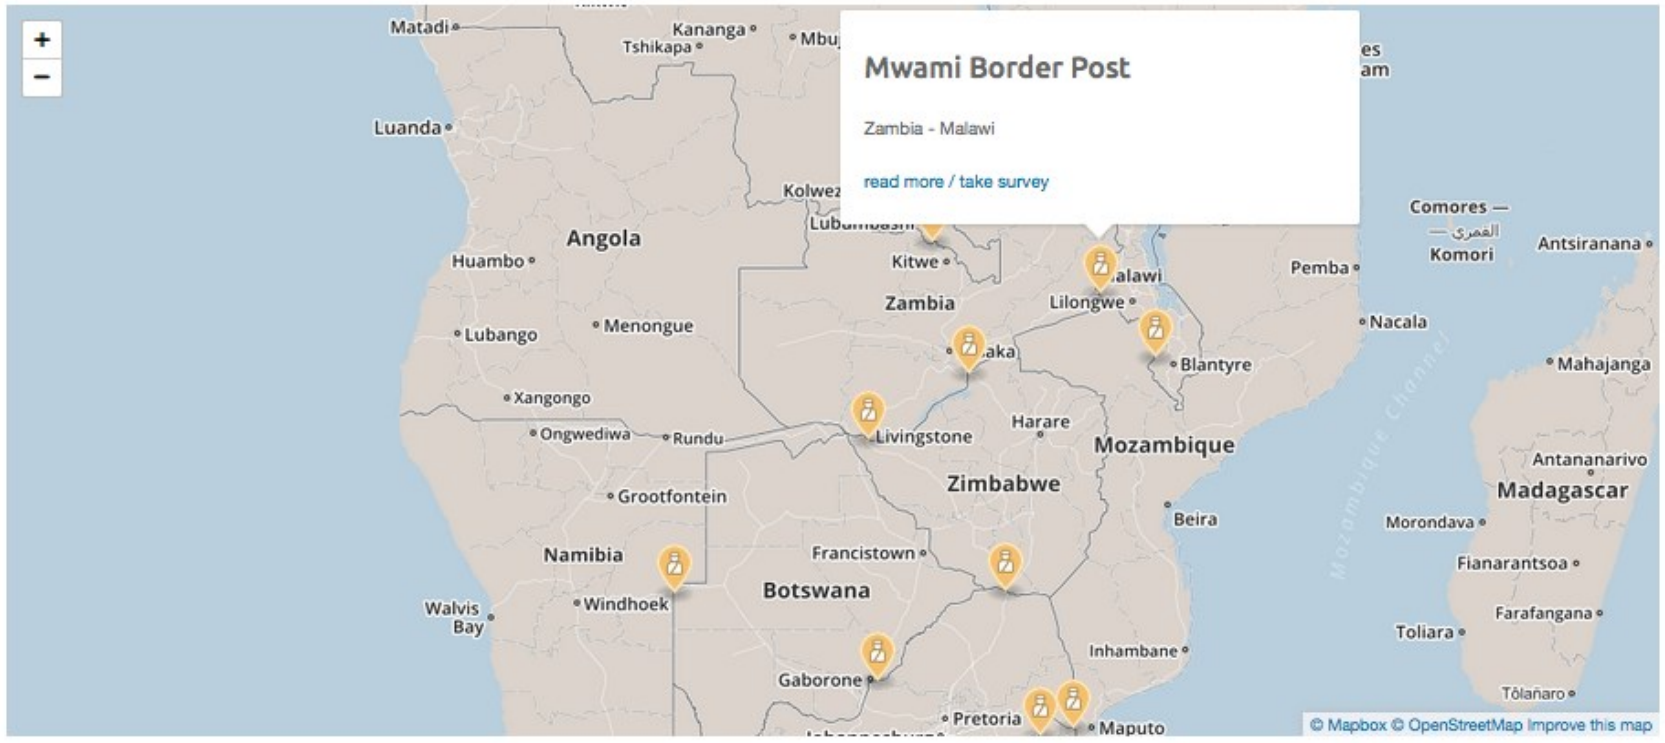 +
−
Matadi
Kananga
Tshikapa
Mwami Border Post
Zambia - Malawi
read more / take survey
Luanda
Angola
Huambo
Kitwe
Zambia
Lilongwe
Comores —
— القمري
Komori
Antsiranana
Pemba
Nacala
Lubango
Menongue
Blantyre
Mahajanga
Xangongo
Ongwediwa
Rundu
Livingstone
Harare
Mozambique
Mozambique Channel
Zimbabwe
Antananarivo
Madagascar
Grootfontein
Beira
Morondava
Namibia
Francistown
Botswana
Fianarantsoa
Windhoek
Walvis
Bay
Farafangana
Toliara
Inhambane
Gaborone
Tôlañaro
Pretoria
Maputo
© Mapbox © OpenStreetMap Improve this map